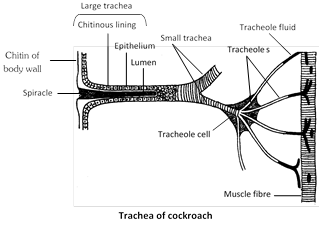 Large trachea
Chitinous lining
Epithelium
Lumen
Small trachea
Tracheole fluid
Tracheole s
Chitin of
body wall
Spiracle
Tracheole cell
Muscle fibre
Trachea of cockroach